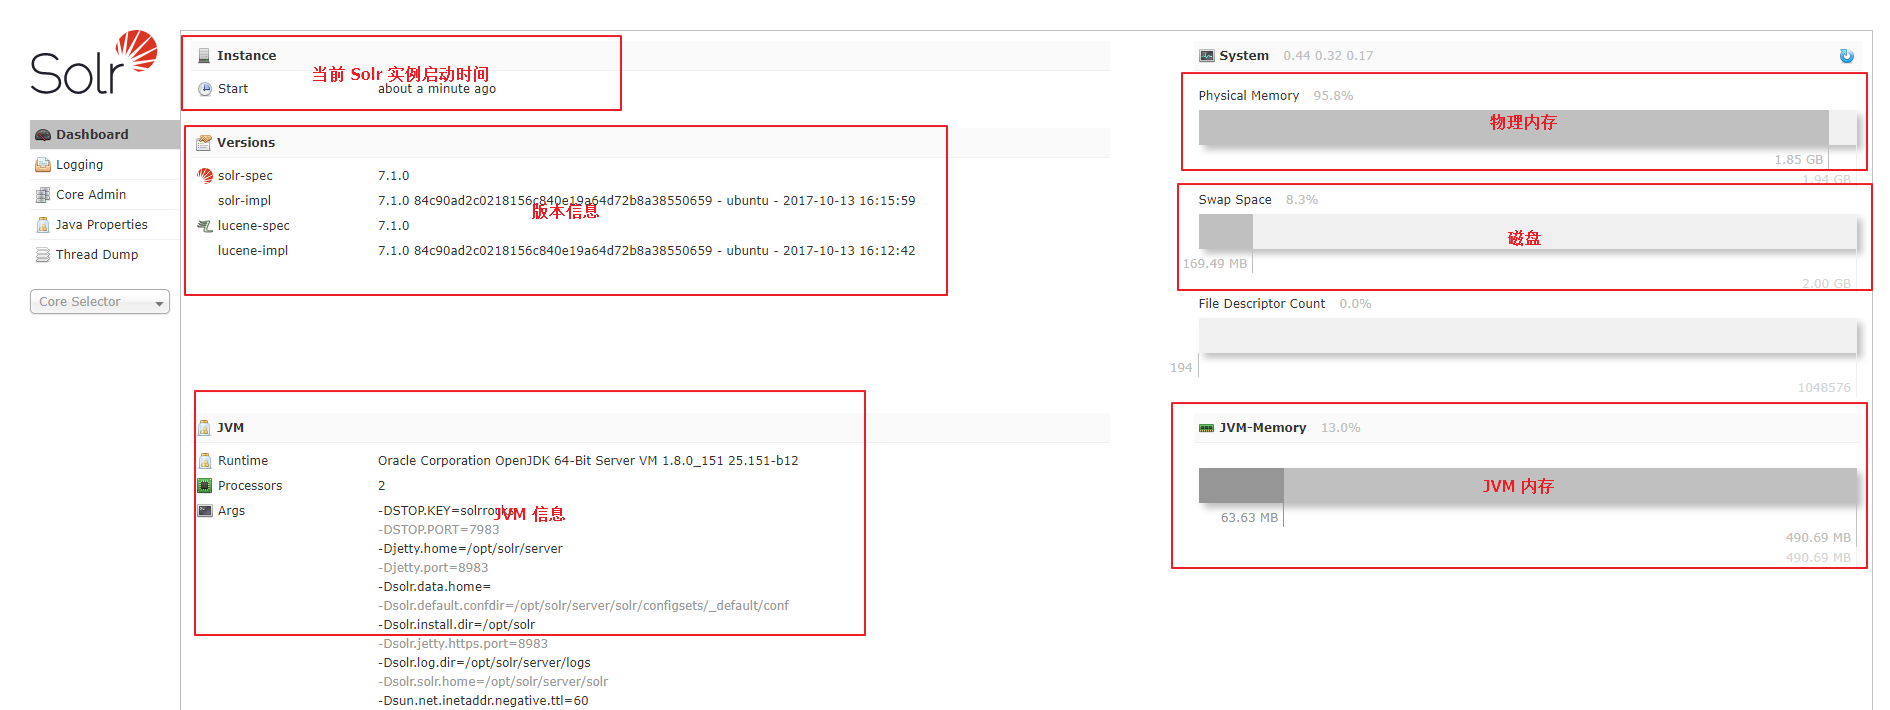 Solr
Dashboard
Logging
Core Admin
Java Properties
Thread Dump
Core Selector
Instance
当前 Solr 实例启动时间
Start about a minute ago
Versions
solr-spec 7.1.0
solr-impl 7.1.0 84c90ad2c0218156c840e19a64d72b8a38550659 - ubuntu - 2017-10-13 16:15:59
版本信息
lucene-spec 7.1.0
lucene-impl 7.1.0 84c90ad2c0218156c840e19a64d72b8a38550659 - ubuntu - 2017-10-13 16:12:42
JVM
Runtime Oracle Corporation OpenJDK 64-Bit Server VM 1.8.0_151 25.151-b12
Processors 2
Args -DSTOP.KEY=solrrocks
JVM 信息
-DSTOP.PORT=7983
-Djetty.home=/opt/solr/server
-Djetty.port=8983
-Dsolr.data.home=
-Dsolr.default.confdir=/opt/solr/server/solr/configsets/_default/conf
-Dsolr.install.dir=/opt/solr
-Dsolr.jetty.https.port=8983
-Dsolr.log.dir=/opt/solr/server/logs
-Dsolr.solr.home=/opt/solr/server/solr
-Dsun.net.inetaddr.negative.ttl=60
System 0.44 0.32 0.17
Physical Memory 95.8%
物理内存
1.85 GB
1.94 GB
Swap Space 8.3%
磁盘
169.49 MB
2.00 GB
File Descriptor Count 0.0%
194
1048576
JVM-Memory 13.0%
JVM 内存
63.63 MB
490.69 MB
490.69 MB